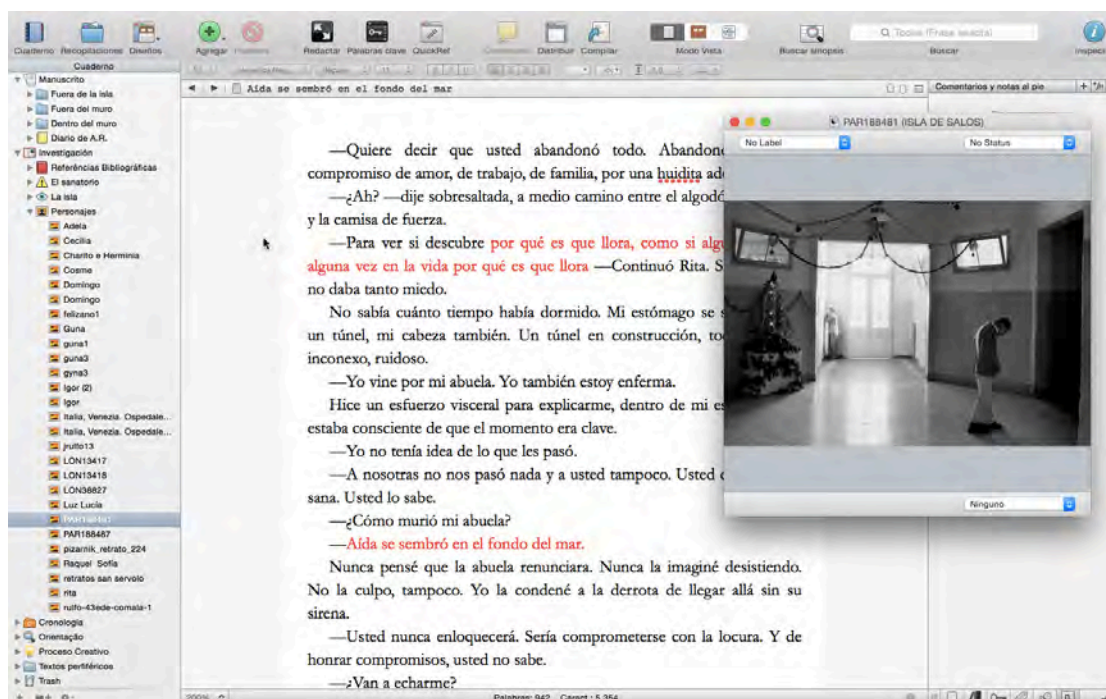 Cuaderno Recopilaciones Diseños Agregar Redactar Palabras clave QuickRef Distribuir Compilar Modo Vista Buscar sinopsis Buscar
Cuaderno
Manuscrito
Fuera de la isla
Fuera del muro
Dentro del muro
Diario de A.R.
Investigación
Referências Bibliográficas
El sanatorio
La isla
Personajes
Adela
Cecilia
Charito e Herminia
Cosme
Domingo
Domingo
felizano1
Guna
guna1
guna3
gyna3
Igor (2)
Igor
Italia, Venezia. Ospedale...
Italia, Venezia. Ospedale...
jrulfo13
LON13417
LON13418
LON38827
Luz Lucía
PAR188487
pizarnik_retrato_224
Raquel Sofía
retratos san servolo
rita
rulfo-43ede-comala-1
Cronologia
Orientação
Proceso Creativo
Textos periféricos
Trash
Aída se sembró en el fondo del mar
—Quiere decir que usted abandonó todo.
compromiso de amor, de trabajo, de familia, por una huidita
—¿Ah? —dije sobresaltada, a medio camino entre el
y la camisa de fuerza.
—Para ver si descubre por qué es que llora, como si
alguna vez en la vida por qué es que llora —Continuó Rita.
no daba tanto miedo.
No sabía cuánto tiempo había dormido. Mi estómago se
un túnel, mi cabeza también. Un túnel en construcción,
inconexo, ruidoso.
—Yo vine por mi abuela. Yo también estoy enferma.
Hice un esfuerzo visceral para explicarme, dentro de mi
estaba consciente de que el momento era clave.
—Yo no tenía idea de lo que les pasó.
—A nosotras no nos pasó nada y a usted tampoco. Usted
sana. Usted lo sabe.
—¿Cómo murió mi abuela?
—Aída se sembró en el fondo del mar.
Nunca pensé que la abuela renunciara. Nunca la imaginé desistiendo.
No la culpo, tampoco. Yo la condené a la derrota de llegar allá sin su
sirena.
—Usted nunca enloquecerá. Sería comprometerse con la locura. Y de
honrar compromisos, usted no sabe.
—¿Van a echarme?
Palabras: 942
Comentarios y notas al pie
PAR188481 (ISLA DE SALOS)
No Label No Status
Ninguno